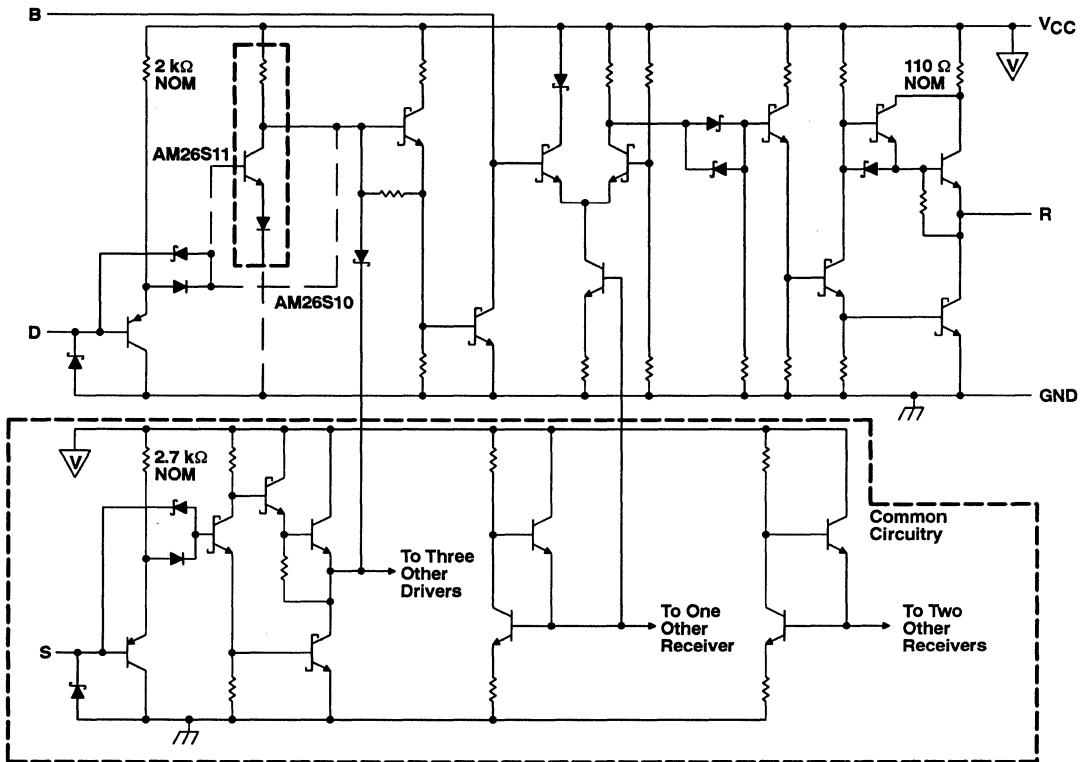 B
VCC
V
2 kΩ
NOM
110 Ω
NOM
AM26S11
R
AM26S10
D
GND
V
2.7 kΩ
NOM
Common
Circuitry
To Three
Other
Drivers
To One
Other
Receiver
To Two
Other
Receivers
S